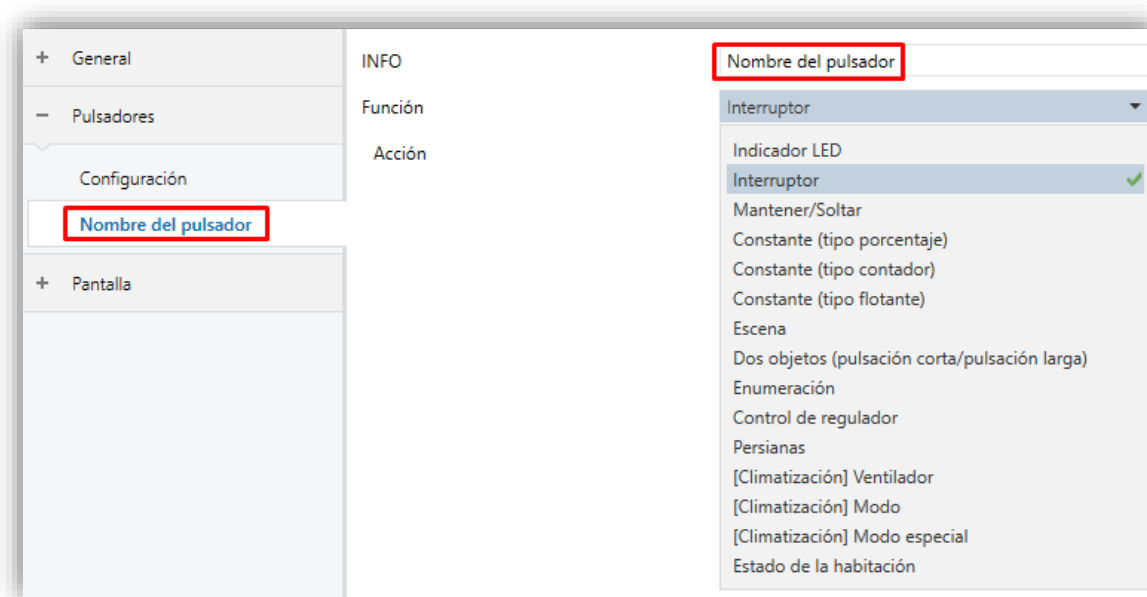 General
Pulsadores
Configuración
Nombre del pulsador
Pantalla
INFO
Nombre del pulsador
Función
Interruptor
Acción
Indicador LED
Interruptor
Mantener/Soltar
Constante (tipo porcentaje)
Constante (tipo contador)
Constante (tipo flotante)
Escena
Dos objetos (pulsación corta/pulsación larga)
Enumeración
Control de regulador
Persianas
[Climatización] Ventilador
[Climatización] Modo
[Climatización] Modo especial
Estado de la habitación